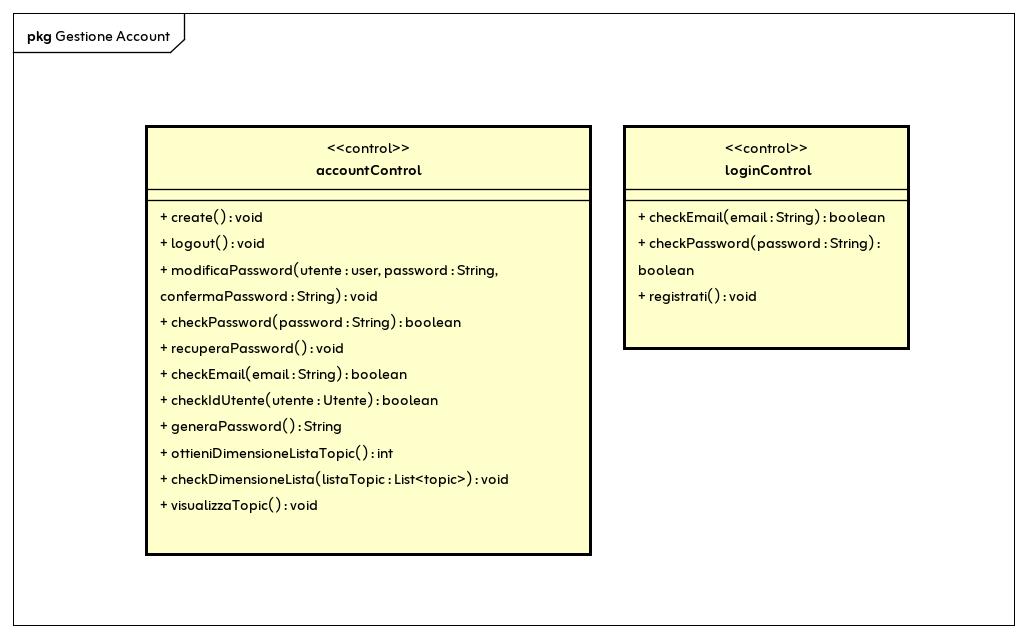 pkg Gestione Account
<<control>>
accountControl
+ create() : void
+ logout() : void
+ modificaPassword(utente : user, password : String,
confermaPassword : String) : void
+ checkPassword(password : String) : boolean
+ recuperaPassword() : void
+ checkEmail(email : String) : boolean
+ checkIdUtente(utente : Utente) : boolean
+ generaPassword() : String
+ ottieniDimensioneListaTopic() : int
+ checkDimensioneLista(listaTopic : List<topic>) : void
+ visualizzaTopic() : void
<<control>>
loginControl
+ checkEmail(email : String) : boolean
+ checkPassword(password : String) :
boolean
+ registrati() : void